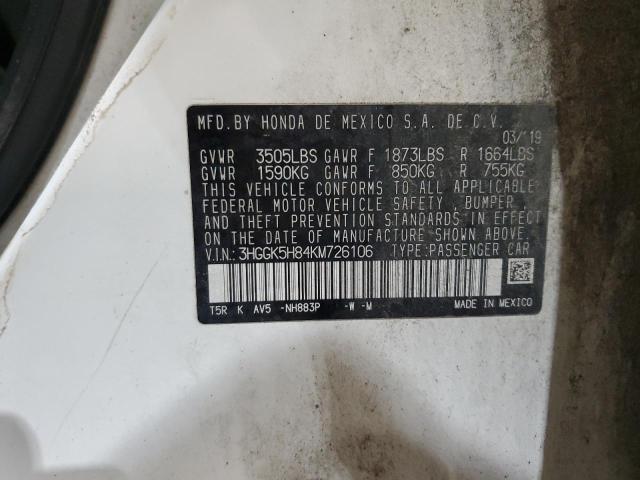 MFD. BY HONDA DE MEXICO S.A. DE C.V.
03/'19
GVWR 3505LBS GAWR F 1873LBS R 1664LBS
GVWR 1590KG GAWR F 850KG R 755KG
THIS VEHICLE CONFORMS TO ALL APPLICABLE
FEDERAL MOTOR VEHICLE SAFETY, BUMPER,
AND THEFT PREVENTION STANDARDS IN EFFECT
ON THE DATE OF MANUFACTURE SHOWN ABOVE.
V.I.N.: 3HGGK5H84KM726106 TYPE: PASSENGER CAR
T5R K AV5 -NH883P -W -M
MADE IN MEXICO